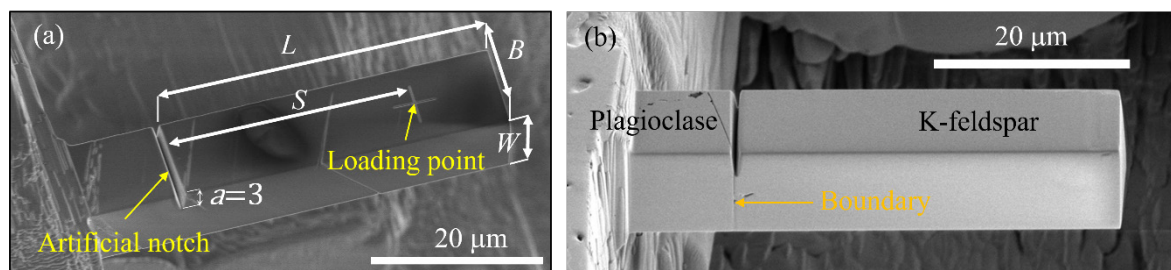 (a)
L
B
S
W
Loading point
a=3
Artificial notch
20 μm
(b)
20 μm
Plagioclase
K-feldspar
Boundary